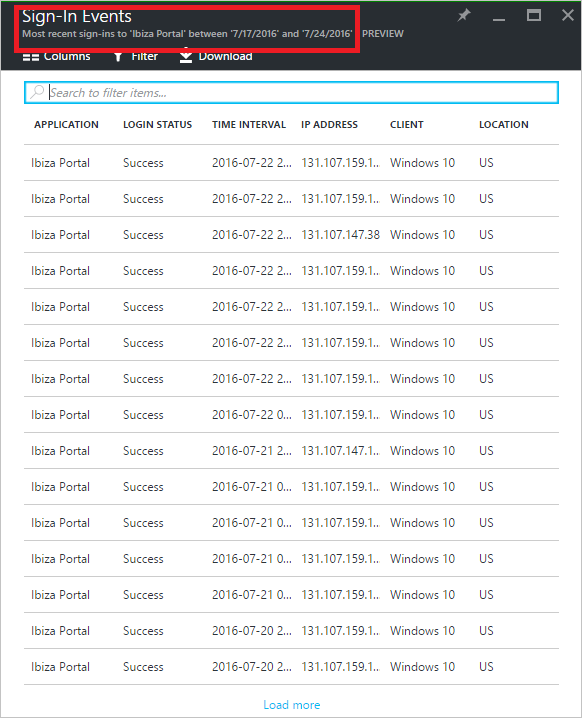 Sign-In Events
Most recent sign-ins to 'Ibiza Portal' between '7/17/2016' and '7/24/2016' PREVIEW
Columns Filter Download
Search to filter items...
APPLICATION LOGIN STATUS TIME INTERVAL IP ADDRESS CLIENT LOCATION
Ibiza Portal Success 2016-07-22 2... 131.107.159.1... Windows 10 US
Ibiza Portal Success 2016-07-22 2... 131.107.159.1... Windows 10 US
Ibiza Portal Success 2016-07-22 2... 131.107.147.38 Windows 10 US
Ibiza Portal Success 2016-07-22 2... 131.107.159.1... Windows 10 US
Ibiza Portal Success 2016-07-22 2... 131.107.159.1... Windows 10 US
Ibiza Portal Success 2016-07-22 2... 131.107.159.1... Windows 10 US
Ibiza Portal Success 2016-07-22 2... 131.107.159.1... Windows 10 US
Ibiza Portal Success 2016-07-22 0... 131.107.159.1... Windows 10 US
Ibiza Portal Success 2016-07-21 2... 131.107.147.1... Windows 10 US
Ibiza Portal Success 2016-07-21 0... 131.107.159.1... Windows 10 US
Ibiza Portal Success 2016-07-21 0... 131.107.159.1... Windows 10 US
Ibiza Portal Success 2016-07-21 0... 131.107.159.1... Windows 10 US
Ibiza Portal Success 2016-07-21 0... 131.107.159.1... Windows 10 US
Ibiza Portal Success 2016-07-20 2... 131.107.159.1... Windows 10 US
Ibiza Portal Success 2016-07-20 2... 131.107.159.1... Windows 10 US
Load more